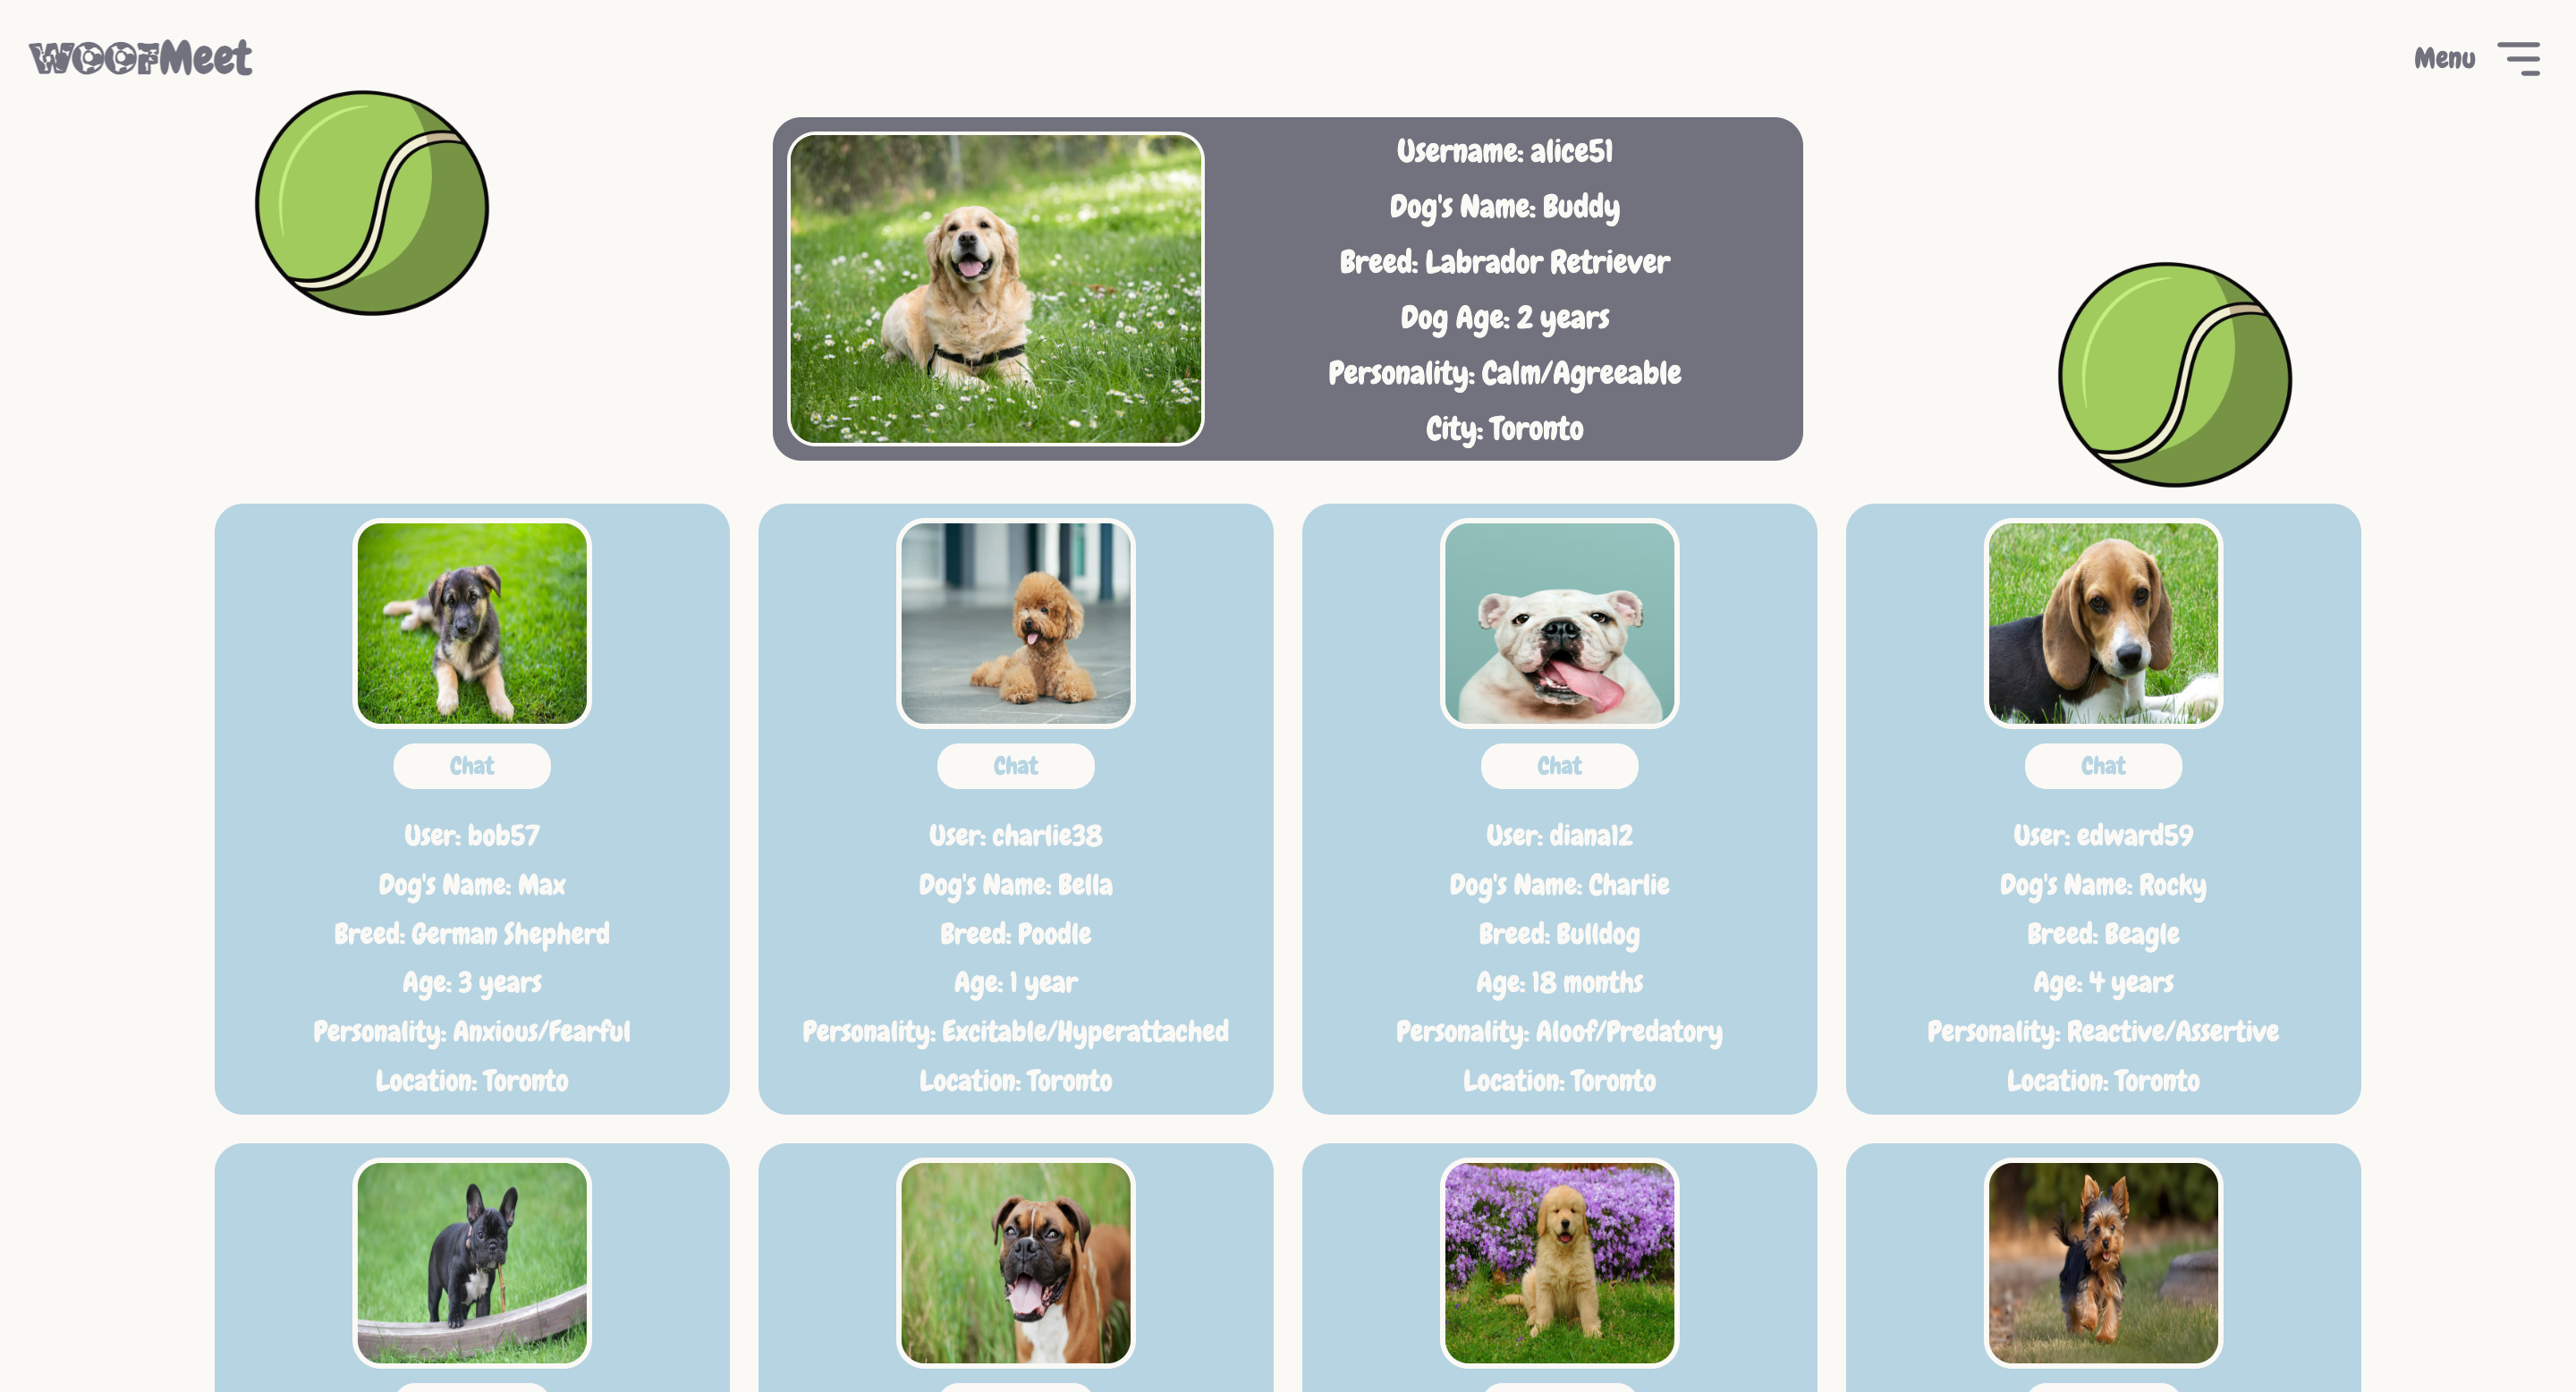 WOOFMeet
Menu
Username: alice51
Dog's Name: Buddy
Breed: Labrador Retriever
Dog Age: 2 years
Personality: Calm/Agreeable
City: Toronto
Chat
User: bob57
Dog's Name: Max
Breed: German Shepherd
Age: 3 years
Personality: Anxious/Fearful
Location: Toronto
Chat
User: charlie38
Dog's Name: Bella
Breed: Poodle
Age: 1 year
Personality: Excitable/Hyperattached
Location: Toronto
Chat
User: diana12
Dog's Name: Charlie
Breed: Bulldog
Age: 18 months
Personality: Aloof/Predatory
Location: Toronto
Chat
User: edward59
Dog's Name: Rocky
Breed: Beagle
Age: 4 years
Personality: Reactive/Assertive
Location: Toronto